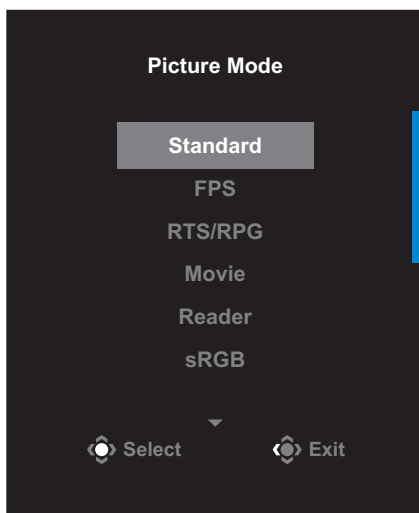 Picture Mode
Standard
FPS
RTS/RPG
Movie
Reader
sRGB
Select Exit